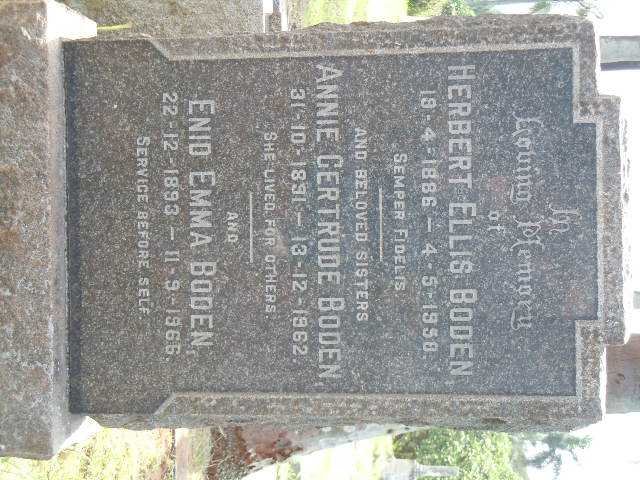 In
Loving Memory
of
HERBERT ELLIS BODEN,
18-4-1886 — 4-5-1958
SEMPER FIDELIS
AND BELOVED SISTERS
ANNIE GERTRUDE BODEN,
31-10-1891 — 13-12-1962.
SHE LIVED FOR OTHERS.
AND
ENID EMMA BODEN,
22-12-1893 — 11-9-1966.
SERVICE BEFORE SELF.